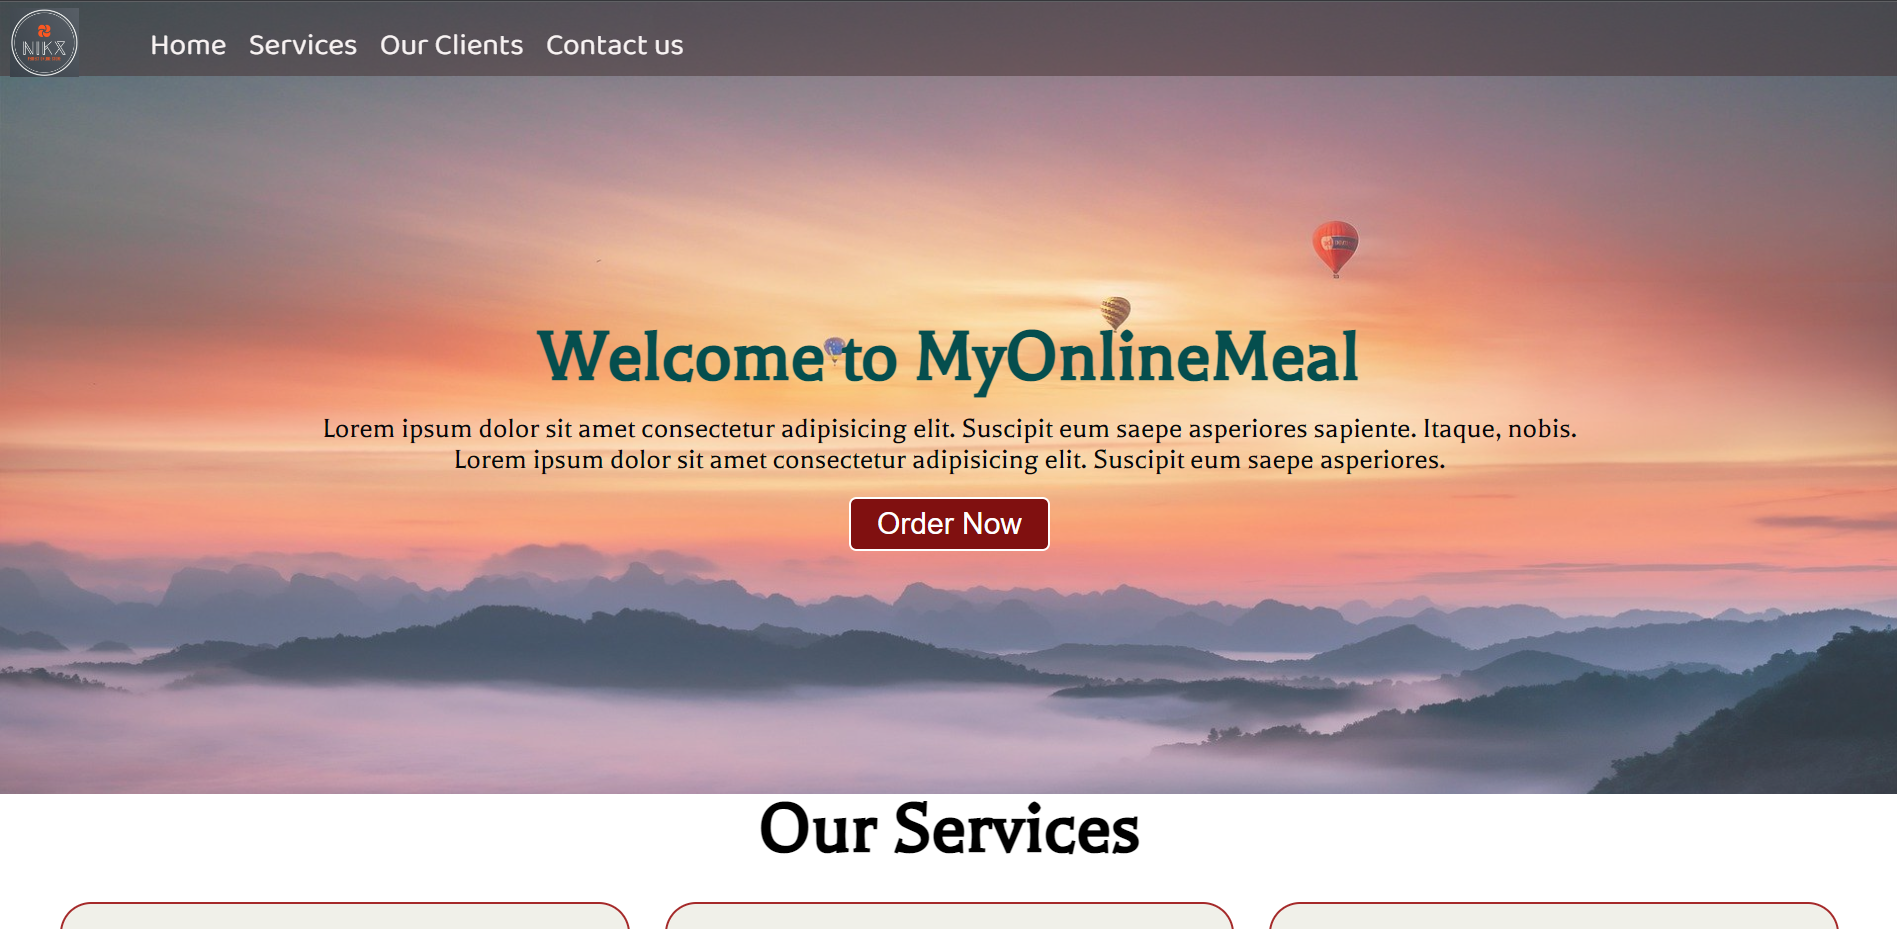 NIKX
Home Services Our Clients Contact us
Welcome to MyOnlineMeal
Lorem ipsum dolor sit amet consectetur adipisicing elit. Suscipit eum saepe asperiores sapiente. Itaque, nobis.
Lorem ipsum dolor sit amet consectetur adipisicing elit. Suscipit eum saepe asperiores.
Order Now
Our Services